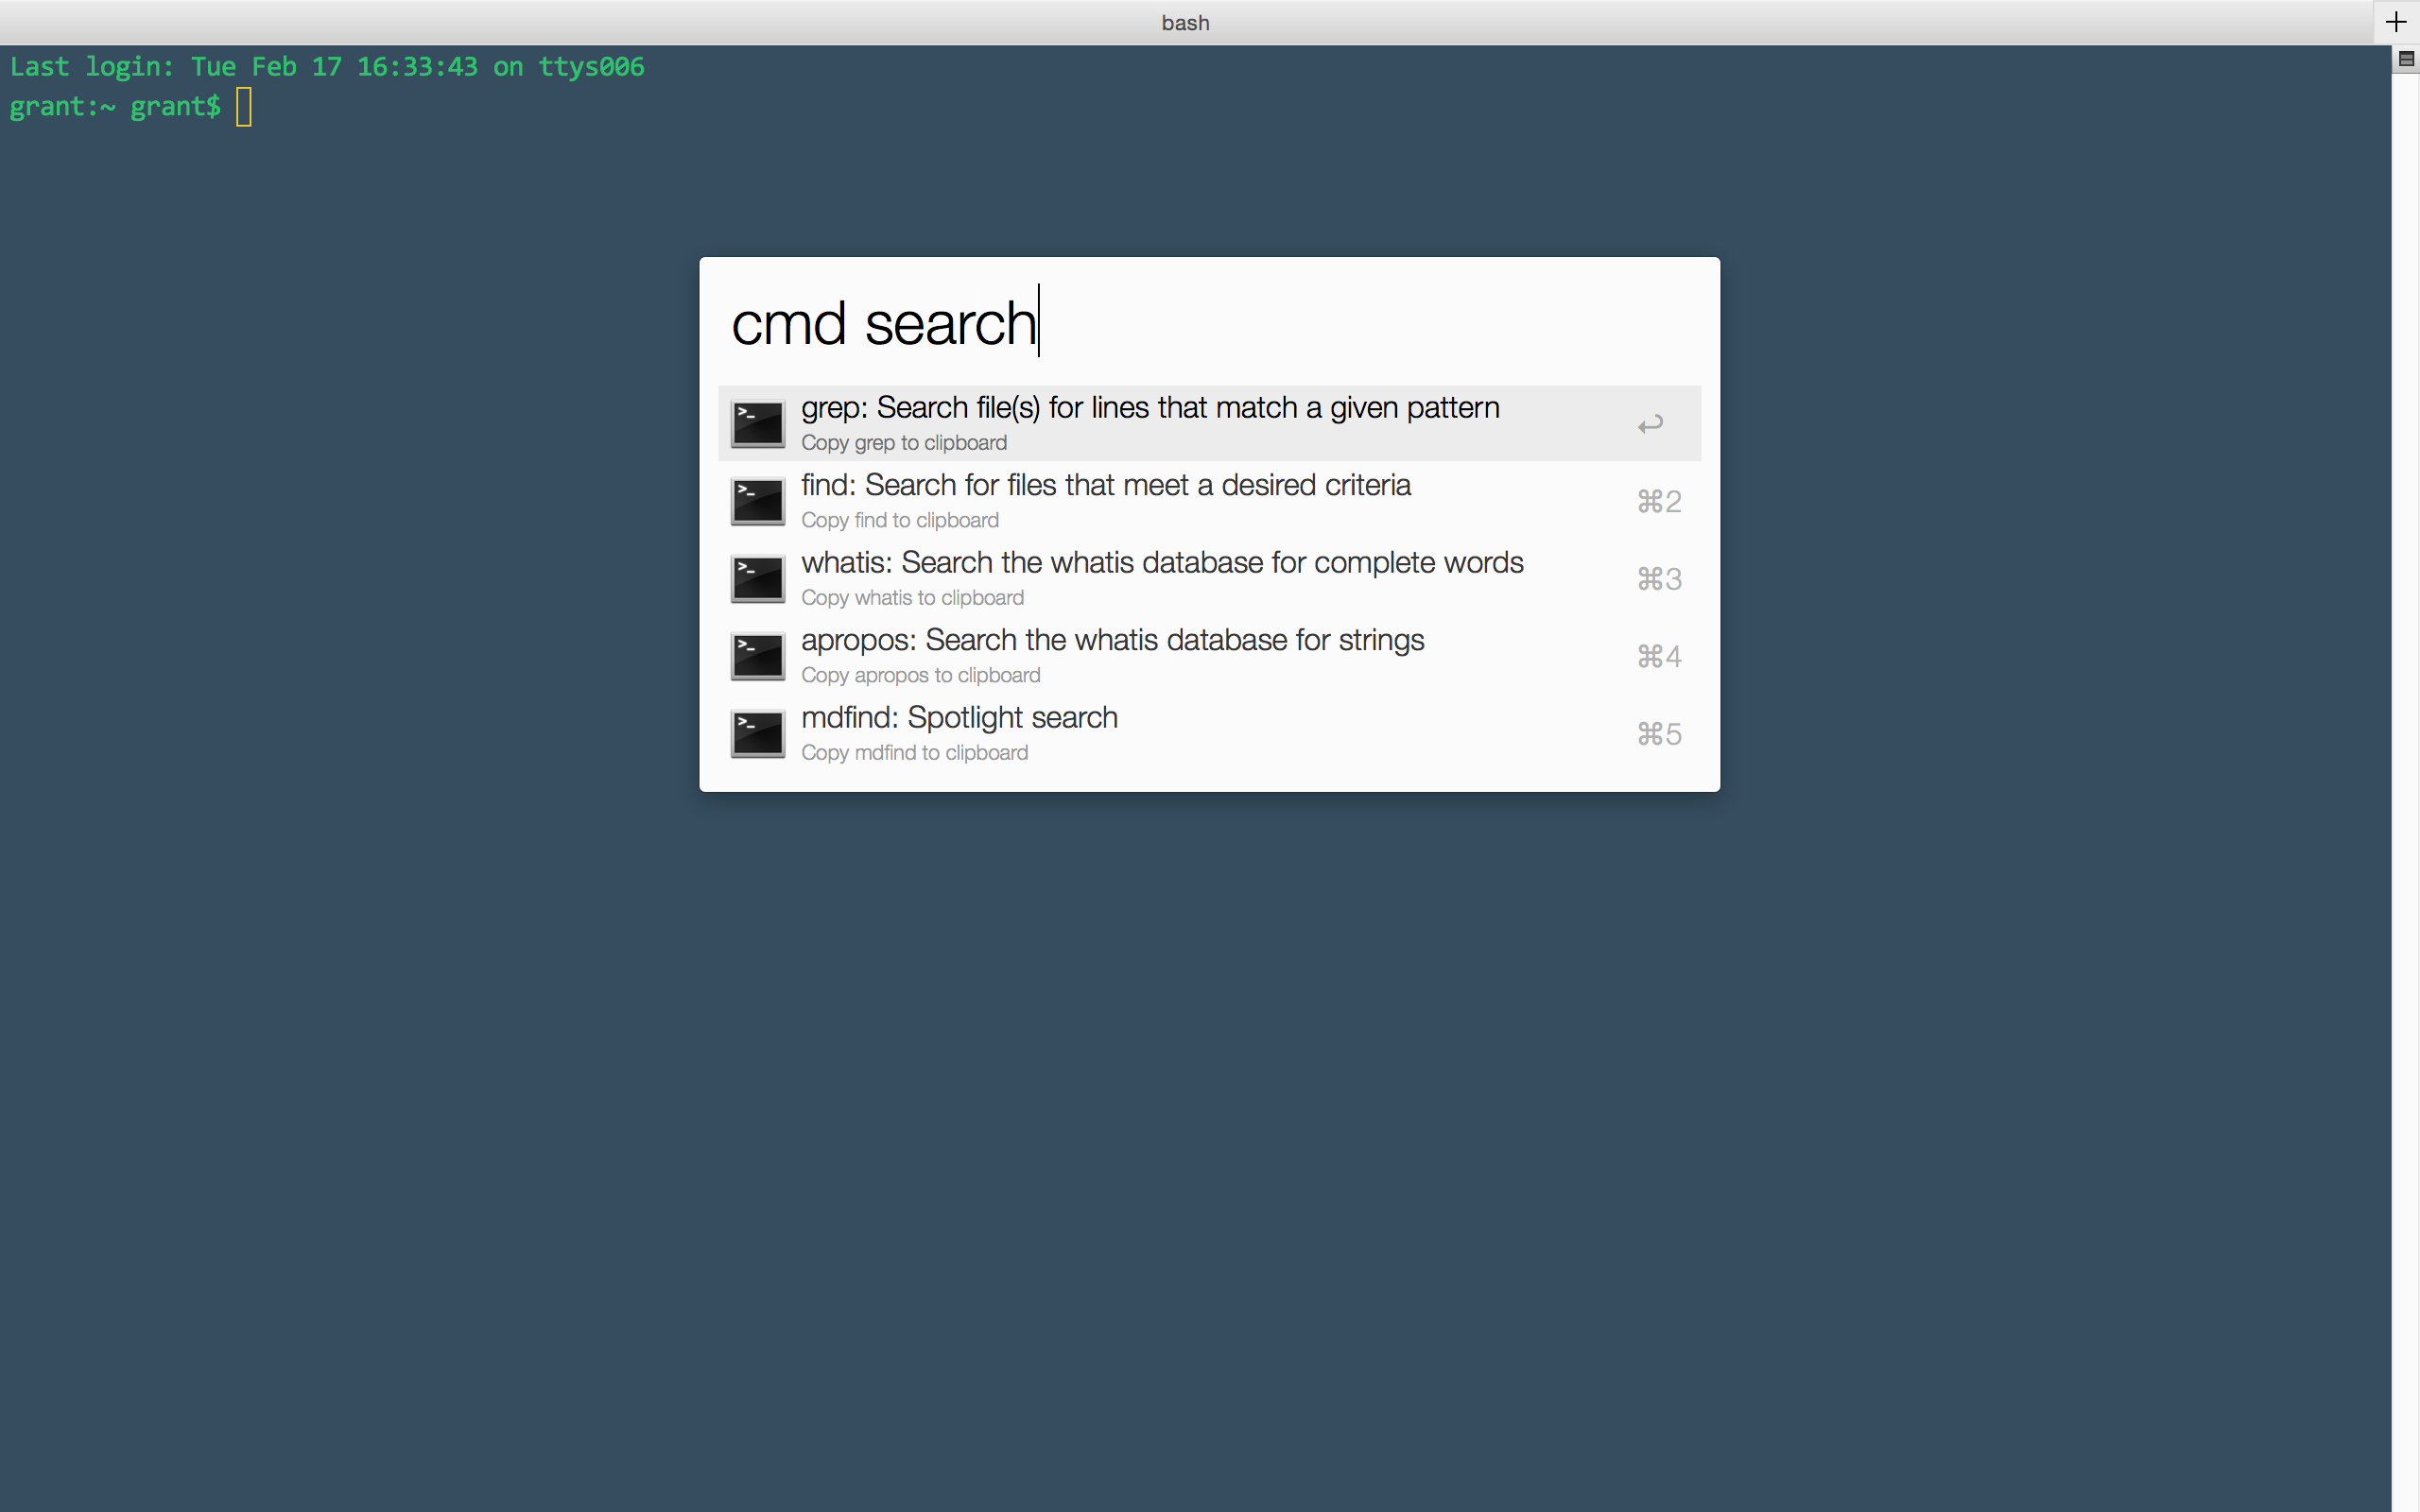 bash
Last login: Tue Feb 17 16:33:43 on ttys006
grant:~ grant$
cmd search
grep: Search file(s) for lines that match a given pattern
Copy grep to clipboard
find: Search for files that meet a desired criteria
Copy find to clipboard
⌘2
whatis: Search the whatis database for complete words
Copy whatis to clipboard
⌘3
apropos: Search the whatis database for strings
Copy apropos to clipboard
⌘4
mdfind: Spotlight search
Copy mdfind to clipboard
⌘5